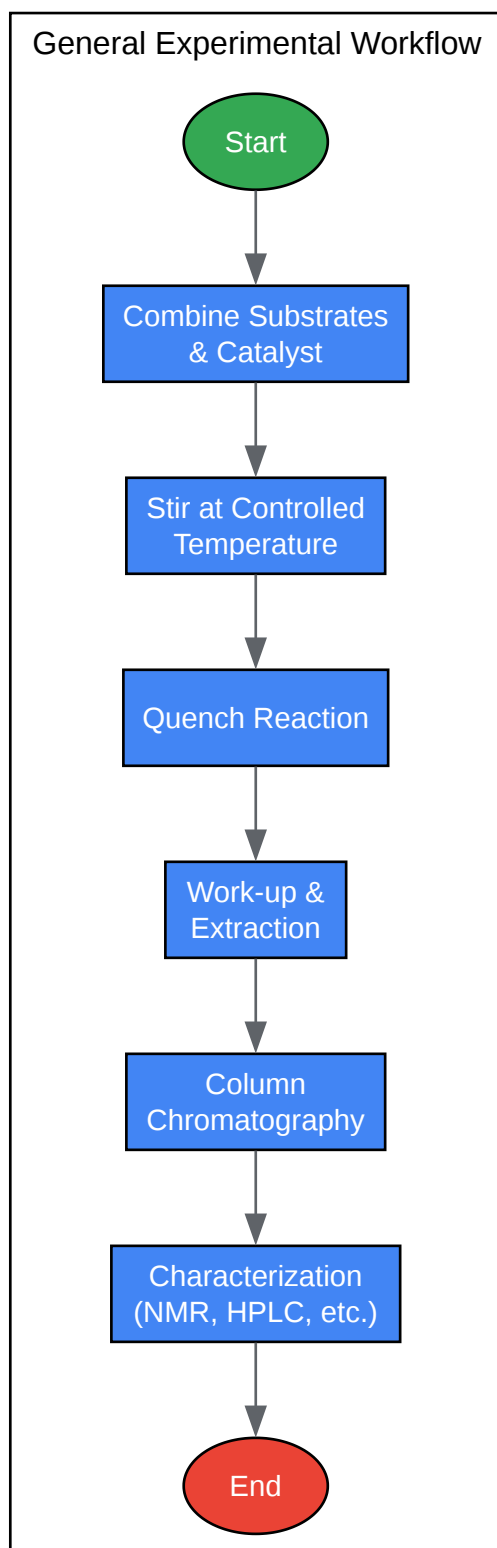 General Experimental Workflow
Start
Combine Substrates
& Catalyst
Stir at Controlled
Temperature
Quench Reaction
Work-up &
Extraction
Column
Chromatography
Characterization
(NMR, HPLC, etc.)
End